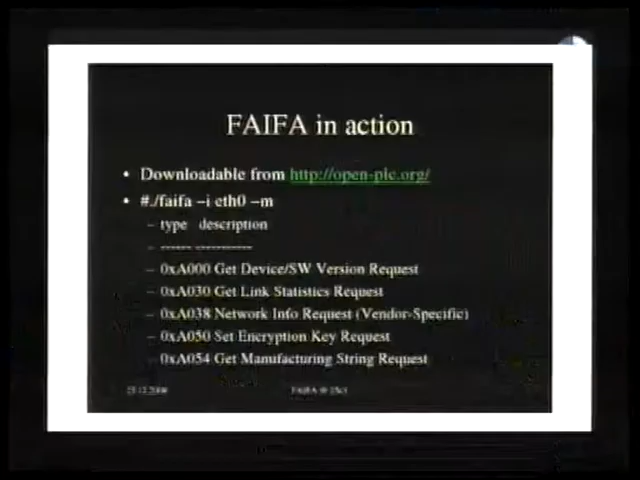 FAIFA in action
• Downloadable from http://open-plc.org/
• #./faifa –i eth0 –m
– type description
– ------ -----------
– 0xA000 Get Device/SW Version Request
– 0xA030 Get Link Statistics Request
– 0xA038 Network Info Request (Vendor-Specific)
– 0xA050 Set Encryption Key Request
– 0xA054 Get Manufacturing String Request